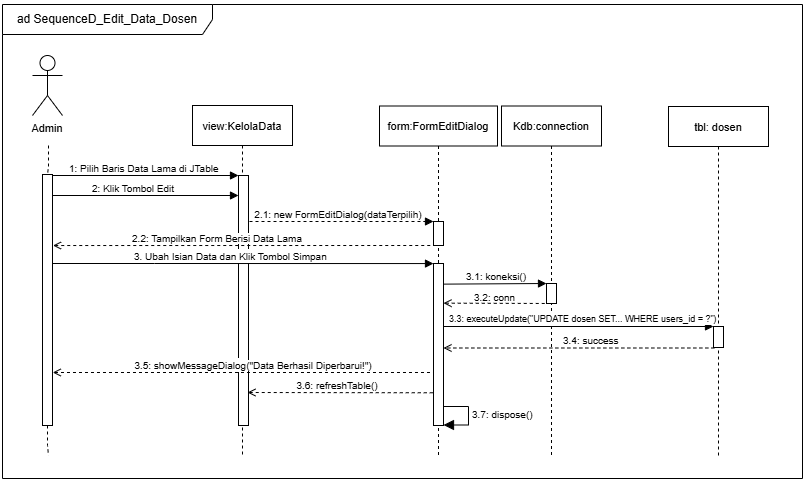 ad SequenceD_Edit_Data_Dosen
Admin
view:KelolaData
form:FormEditDialog
Kdb:connection
tbl: dosen
1: Pilih Baris Data Lama di JTable
2: Klik Tombol Edit
2.1: new FormEditDialog(dataTerpilih)
2.2: Tampilkan Form Berisi Data Lama
3. Ubah Isian Data dan Klik Tombol Simpan
3.1: koneksi()
3.2: conn
3.3: executeUpdate("UPDATE dosen SET... WHERE users_id = ?")
3.4: success
3.5: showMessageDialog("Data Berhasil Diperbarui!")
3.6: refreshTable()
3.7: dispose()